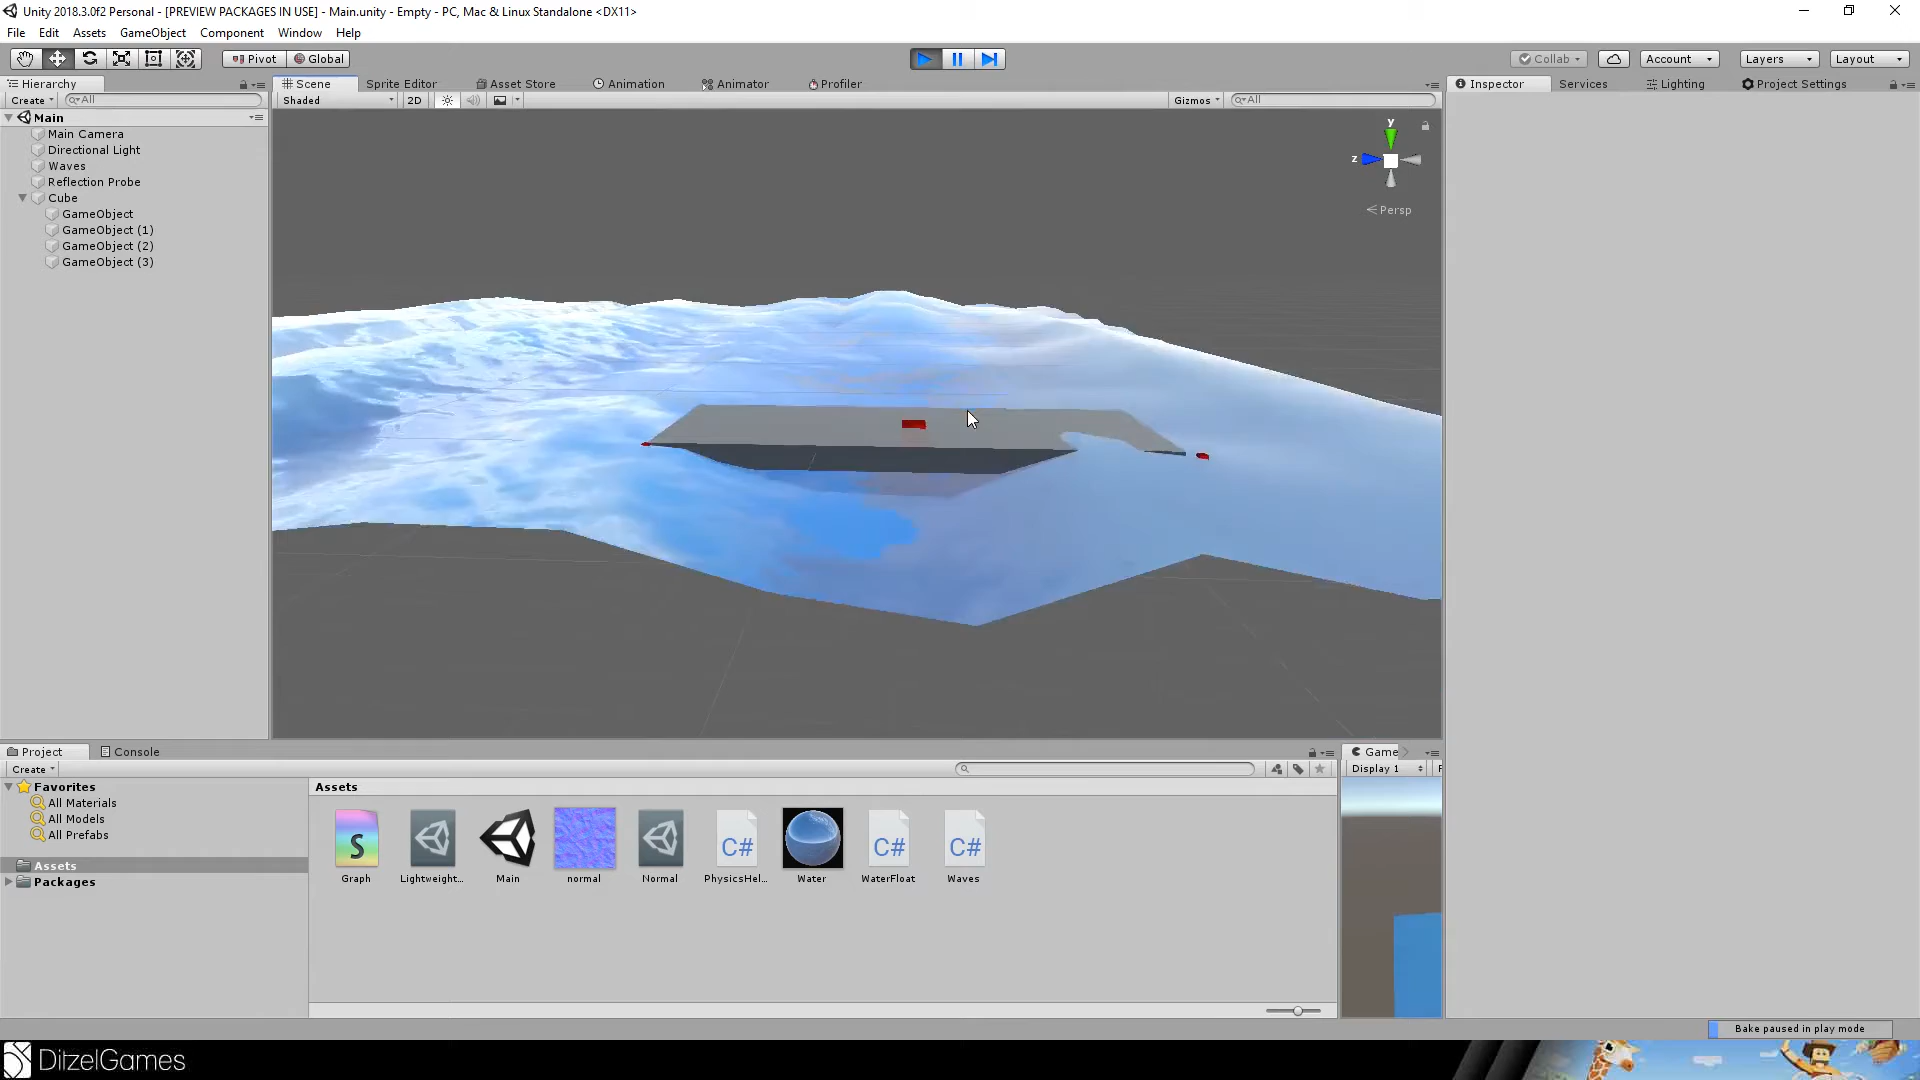 Unity 2018.3.0f2 Personal - [PREVIEW PACKAGES IN USE] - Main.unity - Empty - PC, Mac & Linux Standalone <DX11>
File Edit Assets GameObject Component Window Help
Pivot Global Collab Account Layers Layout
Hierarchy Scene Sprite Editor Asset Store Animation Animator Profiler Inspector Services Lighting Project Settings
Create All Shaded 2D Gizmos All
Main
Main Camera
Directional Light
Waves
Reflection Probe
Cube
GameObject
GameObject (1)
GameObject (2)
GameObject (3)
y
z
Persp
Project Console Game
Create Display 1
Favorites
All Materials
All Models
All Prefabs
Assets
Packages
Assets
S C# C# C#
Graph Lightweight... Main normal Normal PhysicsHel... Water WaterFloat Waves
Bake paused in play mode
DitzelGames